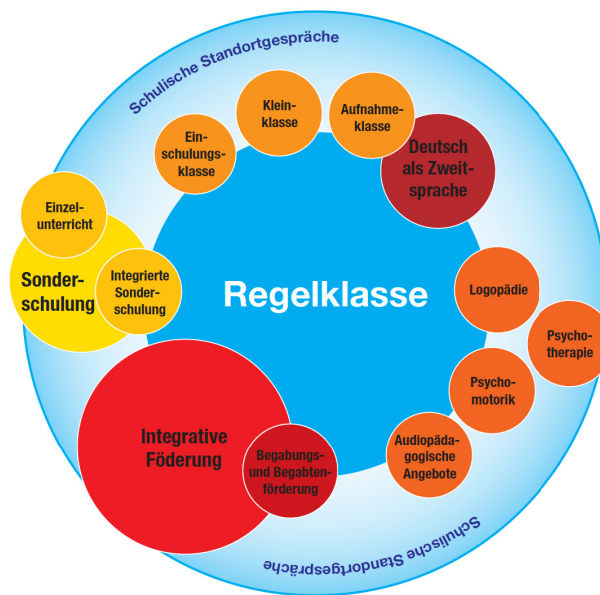 Schulische Standortgespräche
Klein-
klasse
Aufnahme-
klasse
Ein-
schulungs-
klasse
Deutsch
als Zweit-
sprache
Einzel-
unterricht
Sonder-
schulung
Integrierte
Sonder-
schulung
Regelklasse
Logopädie
Psycho-
therapie
Psycho-
motorik
Integrative
Föderung
Begabungs-
und Begabten-
förderung
Audiopäda-
gogische
Angebote
Schulische Standortgespräche